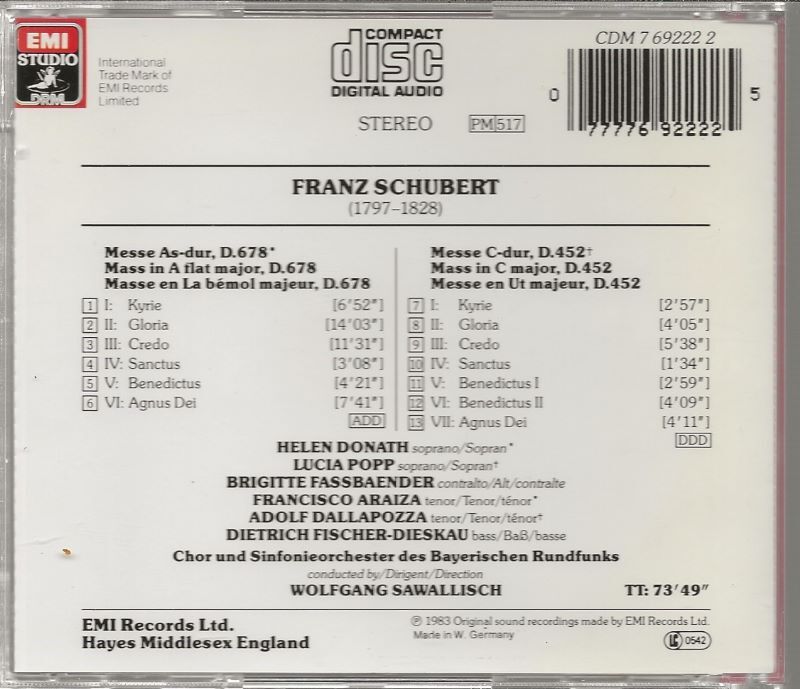 EMI
STUDIO
DRM
International
Trade Mark of
EMI Records
Limited
COMPACT
disc
DIGITAL AUDIO
STEREO
PM 517
CDM 7 69222 2
0 77776 92222 5
FRANZ SCHUBERT
(1797–1828)
Messe As-dur, D.678*
Mass in A flat major, D.678
Masse en La bémol majeur, D.678
1 I: Kyrie [6'52"]
2 II: Gloria [14'03"]
3 III: Credo [11'31"]
4 IV: Sanctus [3'08"]
5 V: Benedictus [4'21"]
6 VI: Agnus Dei [7'41"]
ADD
Messe C-dur, D.452†
Mass in C major, D.452
Messe en Ut majeur, D.452
7 I: Kyrie [2'57"]
8 II: Gloria [4'05"]
9 III: Credo [5'38"]
10 IV: Sanctus [1'34"]
11 V: Benedictus I [2'59"]
12 VI: Benedictus II [4'09"]
13 VII: Agnus Dei [4'11"]
DDD
HELEN DONATH soprano/Sopran*
LUCIA POPP soprano/Sopran†
BRIGITTE FASSBAENDER contralto/Alt/contralte
FRANCISCO ARAIZA tenor/Tenor/ténor*
ADOLF DALLAPOZZA tenor/Tenor/ténor†
DIETRICH FISCHER-DIESKAU bass/Baß/basse
Chor und Sinfonieorchester des Bayerischen Rundfunks
conducted by/Dirigent/Direction
WOLFGANG SAWALLISCH
TT: 73'49"
EMI Records Ltd.
Hayes Middlesex England
℗ 1983 Original sound recordings made by EMI Records Ltd.
Made in W. Germany
LC 0542